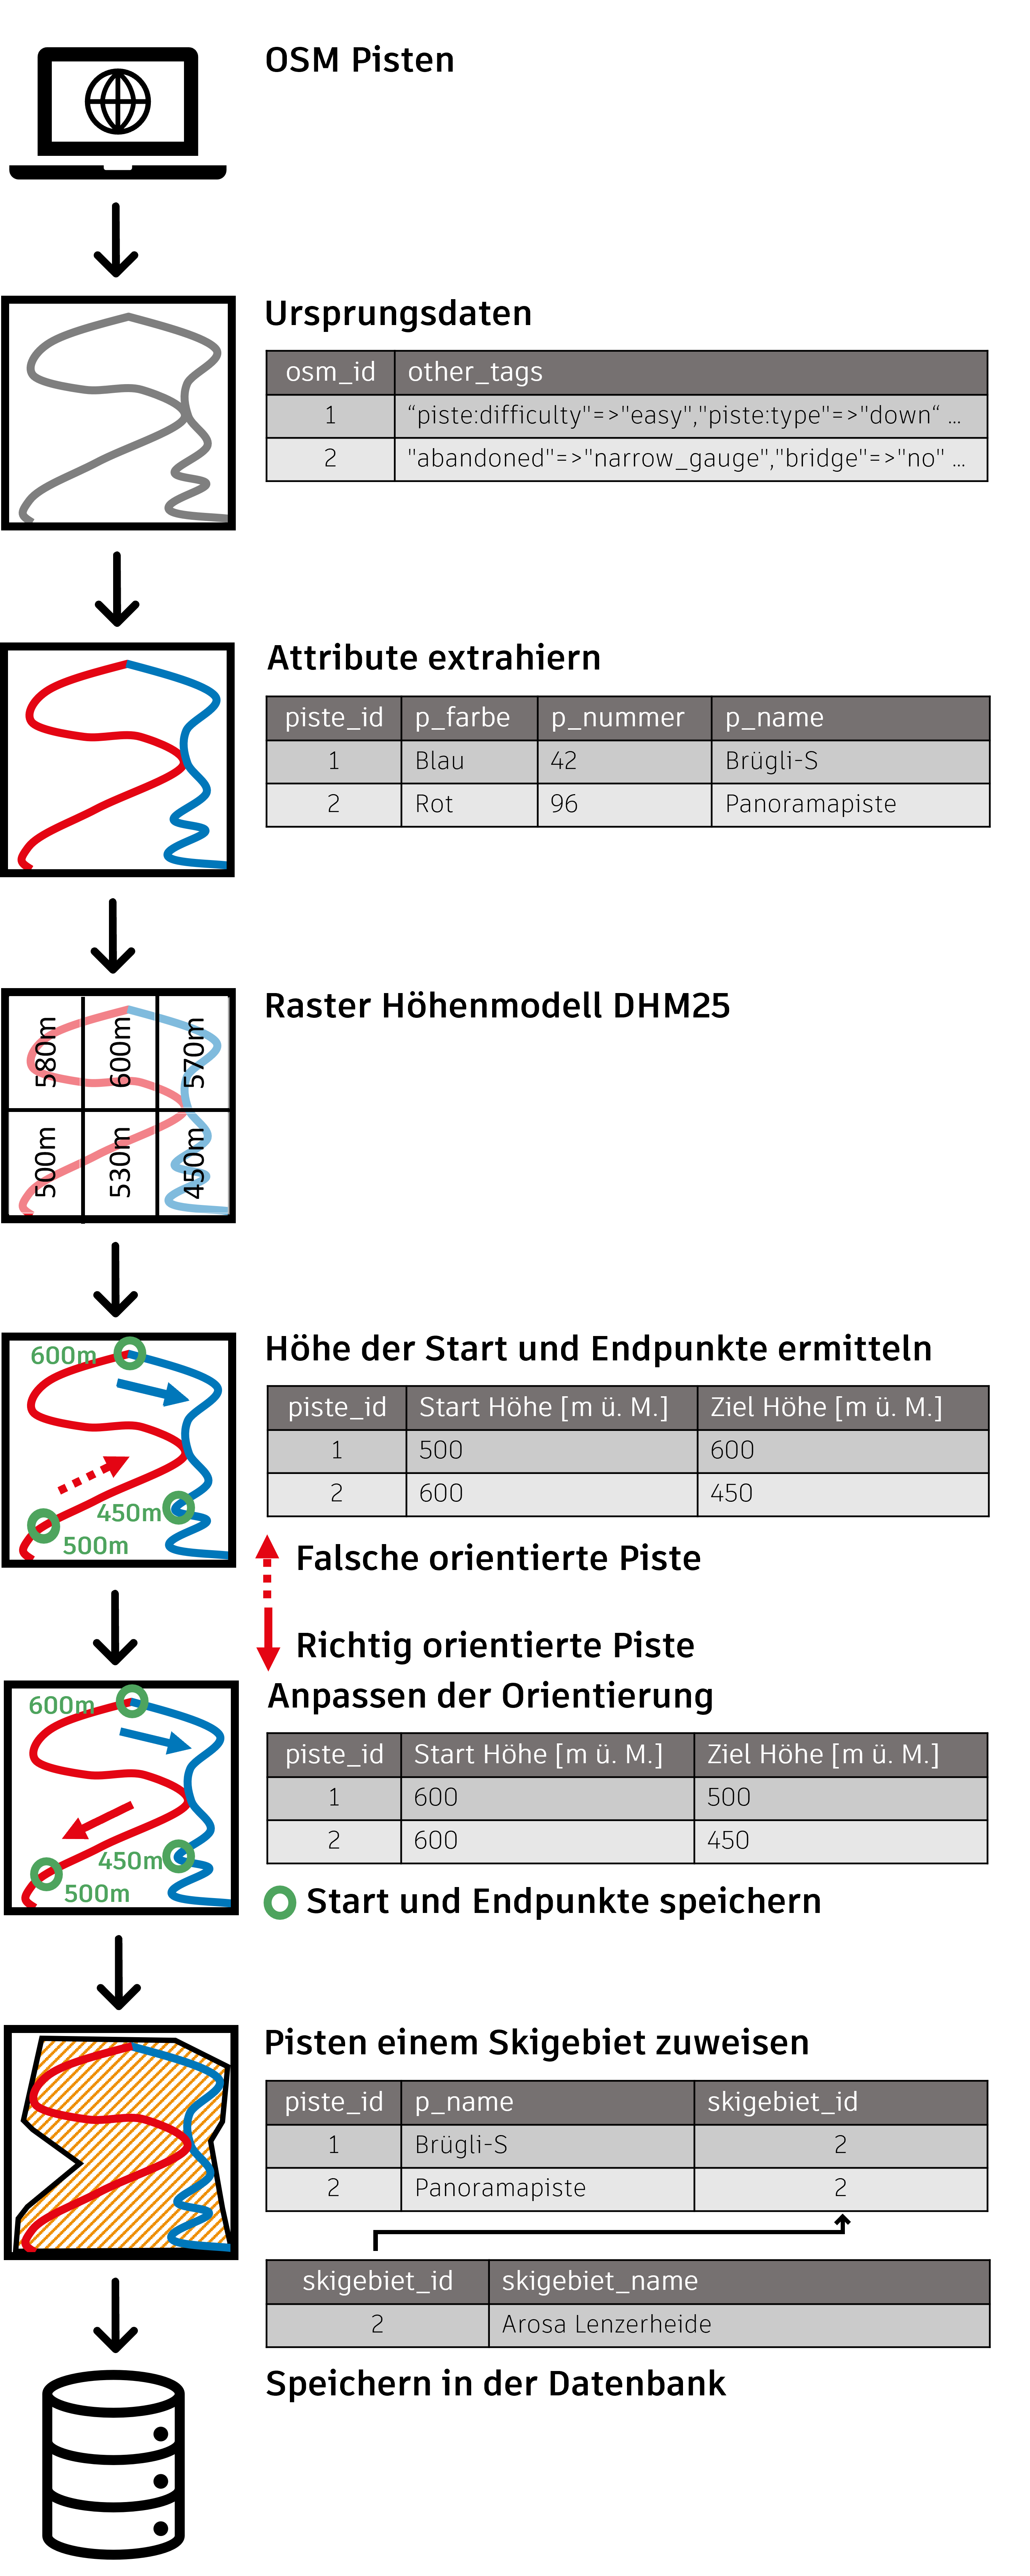 OSM Pisten
Ursprungsdaten
osm_id other_tags
1 “piste:difficulty"=>"easy","piste:type"=>"down“ ...
2 "abandoned"=>"narrow_gauge","bridge"=>"no" ...
Attribute extrahiern
piste_id p_farbe p_nummer p_name
1 Blau 42 Brügli-S
2 Rot 96 Panoramapiste
Raster Höhenmodell DHM25
580m 600m 570m
500m 530m 450m
Höhe der Start und Endpunkte ermitteln
600m
450m
500m
piste_id Start Höhe [m ü. M.] Ziel Höhe [m ü. M.]
1 500 600
2 600 450
Falsche orientierte Piste
Richtig orientierte Piste
Anpassen der Orientierung
600m
450m
500m
piste_id Start Höhe [m ü. M.] Ziel Höhe [m ü. M.]
1 600 500
2 600 450
Start und Endpunkte speichern
Pisten einem Skigebiet zuweisen
piste_id p_name skigebiet_id
1 Brügli-S 2
2 Panoramapiste 2
skigebiet_id skigebiet_name
2 Arosa Lenzerheide
Speichern in der Datenbank